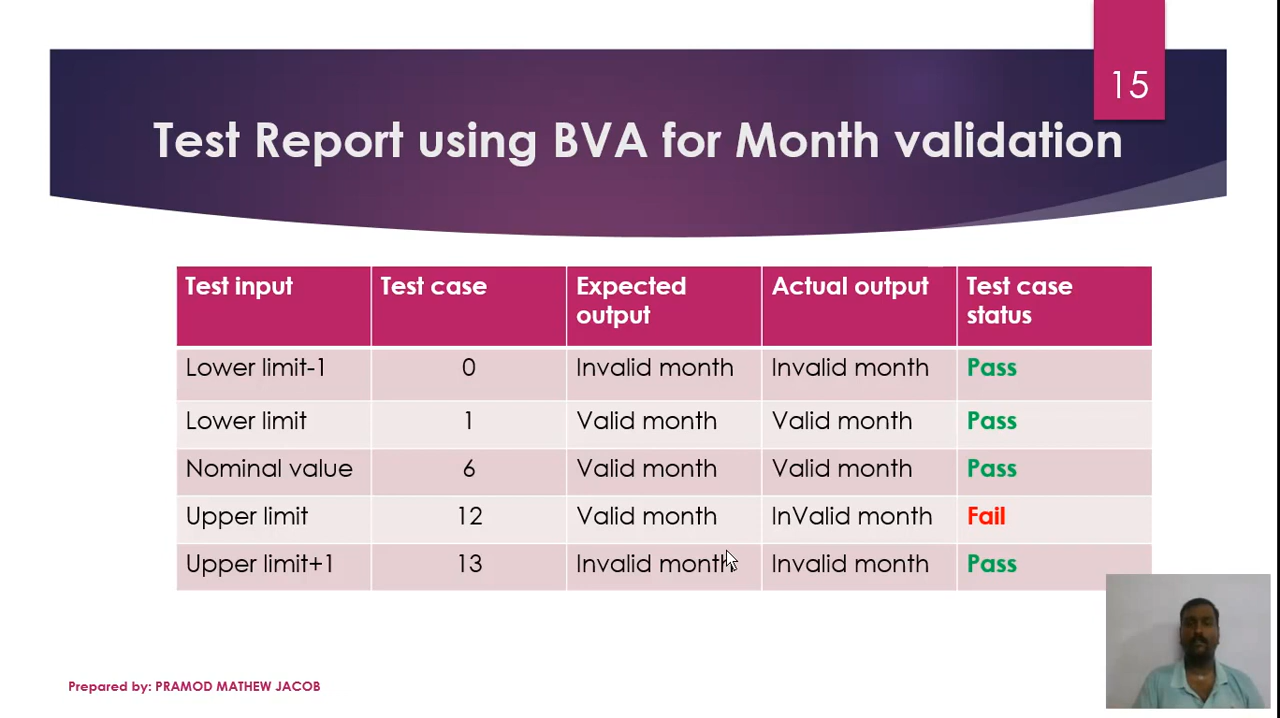 15
Test Report using BVA for Month validation
Test input Test case Expected output Actual output Test case status
Lower limit-1 0 Invalid month Invalid month Pass
Lower limit 1 Valid month Valid month Pass
Nominal value 6 Valid month Valid month Pass
Upper limit 12 Valid month InValid month Fail
Upper limit+1 13 Invalid month Invalid month Pass
Prepared by: PRAMOD MATHEW JACOB